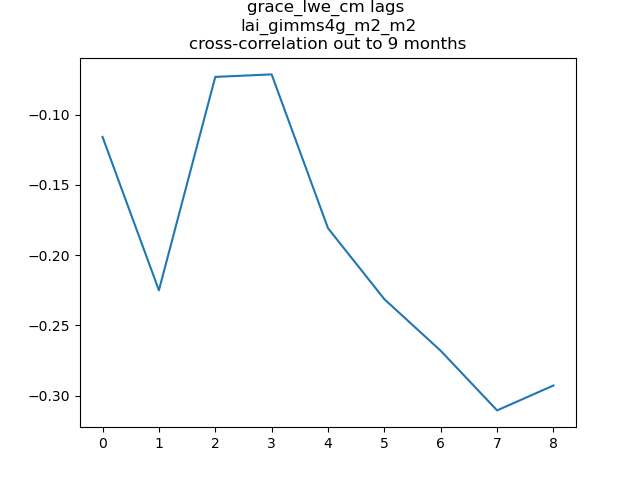 grace_lwe_cm lags
lai_gimms4g_m2_m2
cross-correlation out to 9 months
−0.10
−0.15
−0.20
−0.25
−0.30
0 1 2 3 4 5 6 7 8